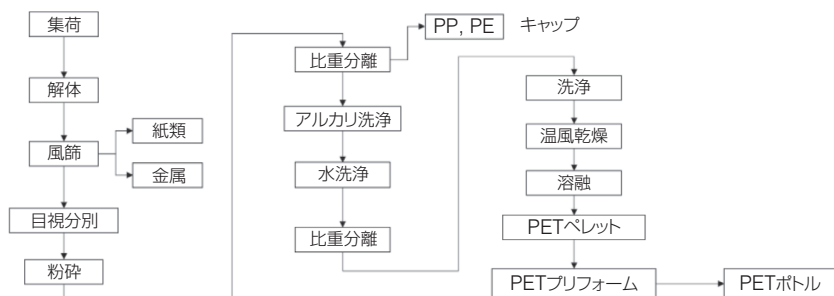 集荷
解体
風篩
紙類
金属
目視分別
粉砕
比重分離
PP, PE
キャップ
アルカリ洗浄
水洗浄
比重分離
洗浄
温風乾燥
溶融
PETペレット
PETプリフォーム
PETボトル